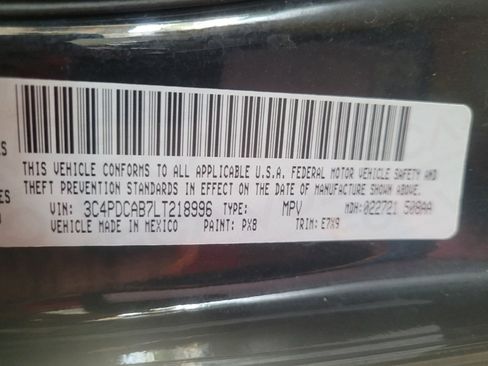 THIS VEHICLE CONFORMS TO ALL APPLICABLE U.S.A. FEDERAL MOTOR VEHICLE SAFETY AND
THEFT PREVENTION STANDARDS IN EFFECT ON THE DATE OF MANUFACTURE SHOWN ABOVE.
VIN: 3C4PDCAB7LT218996 TYPE: MPV MDH: 022721 508AA
VEHICLE MADE IN MEXICO PAINT: PX8 TRIM: E7X9